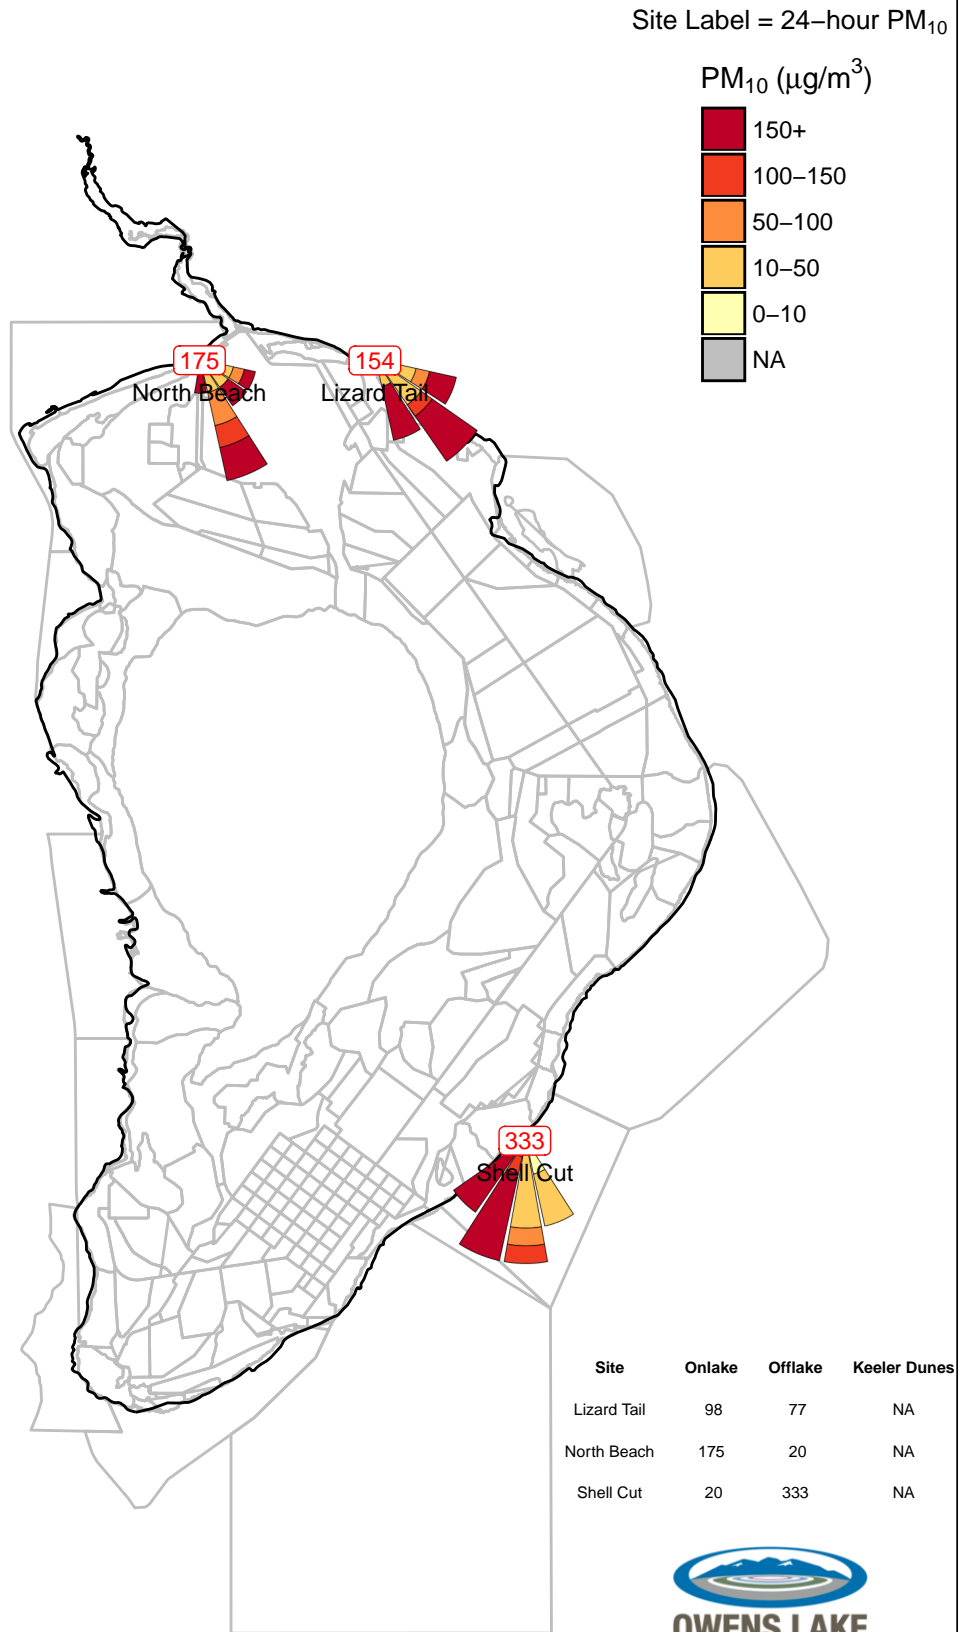 Site Label = 24−hour PM₁₀
PM₁₀ (μg/m³)
150+
100−150
50−100
10−50
0−10
NA
175
North Beach
154
Lizard Tail
333
Shell Cut
Site Onlake Offlake Keeler Dunes
Lizard Tail 98 77 NA
North Beach 175 20 NA
Shell Cut 20 333 NA
OWENS LAKE